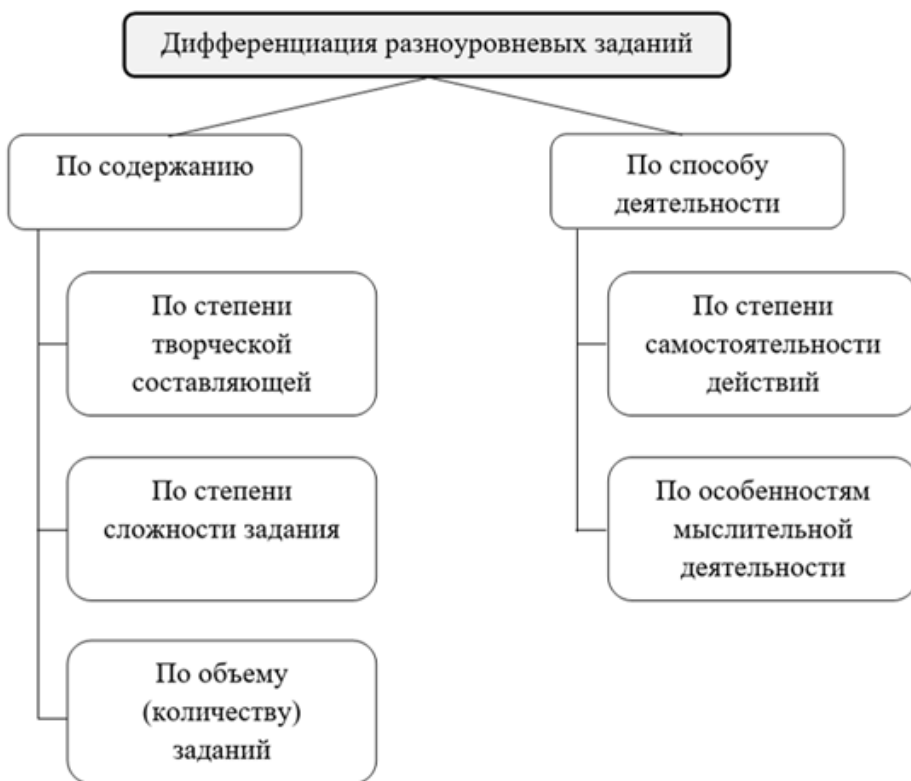 Дифференциация разноуровневых заданий
По содержанию
По степени
творческой
составляющей
По степени
сложности задания
По объему
(количеству)
заданий
По способу
деятельности
По степени
самостоятельности
действий
По особенностям
мыслительной
деятельности